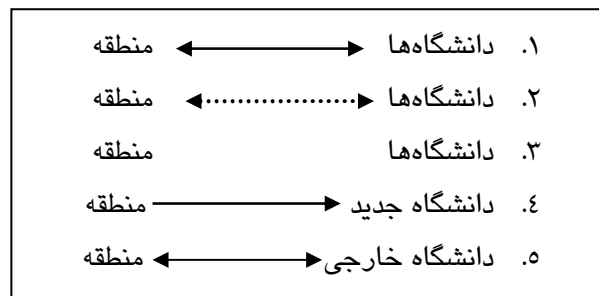 ۱. دانشگاه‌ها منطقه
۲. دانشگاه‌ها منطقه
۳. دانشگاه‌ها منطقه
٤. دانشگاه جدید منطقه
٥. دانشگاه خارجی منطقه